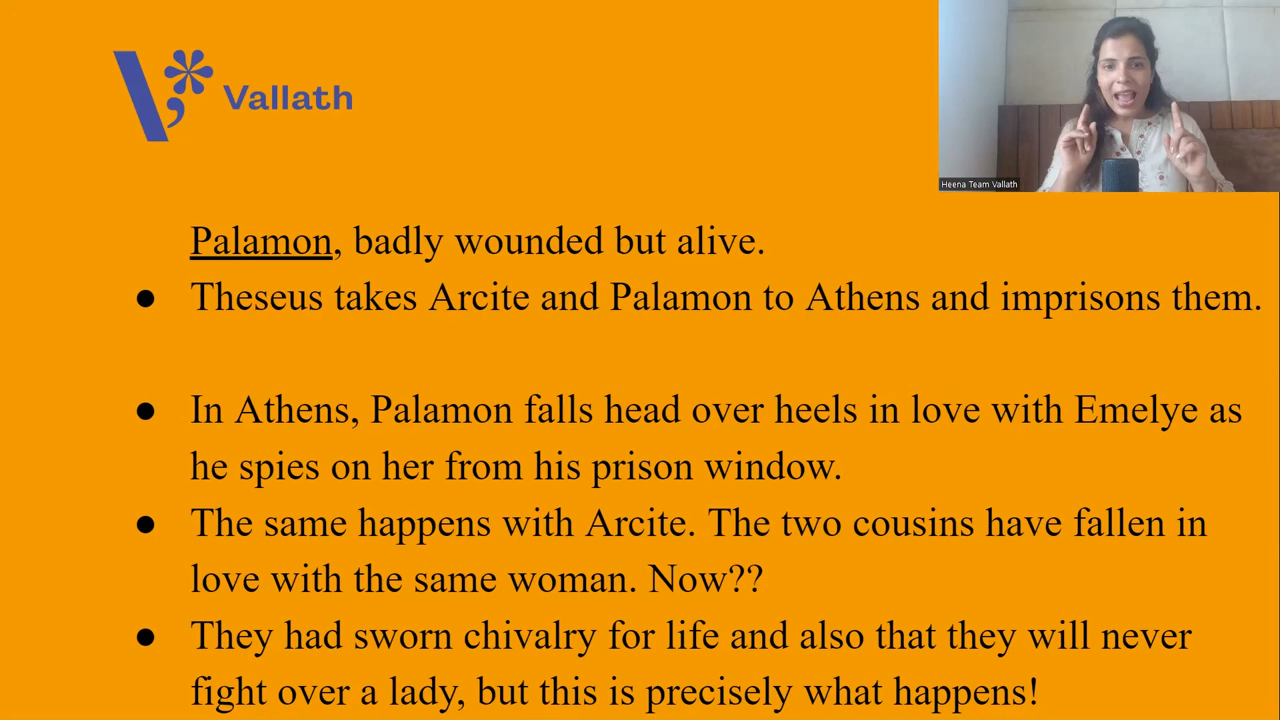 Vallath
Heena Team Vallath
Palamon, badly wounded but alive.
● Theseus takes Arcite and Palamon to Athens and imprisons them.
● In Athens, Palamon falls head over heels in love with Emelye as
he spies on her from his prison window.
● The same happens with Arcite. The two cousins have fallen in
love with the same woman. Now??
● They had sworn chivalry for life and also that they will never
fight over a lady, but this is precisely what happens!